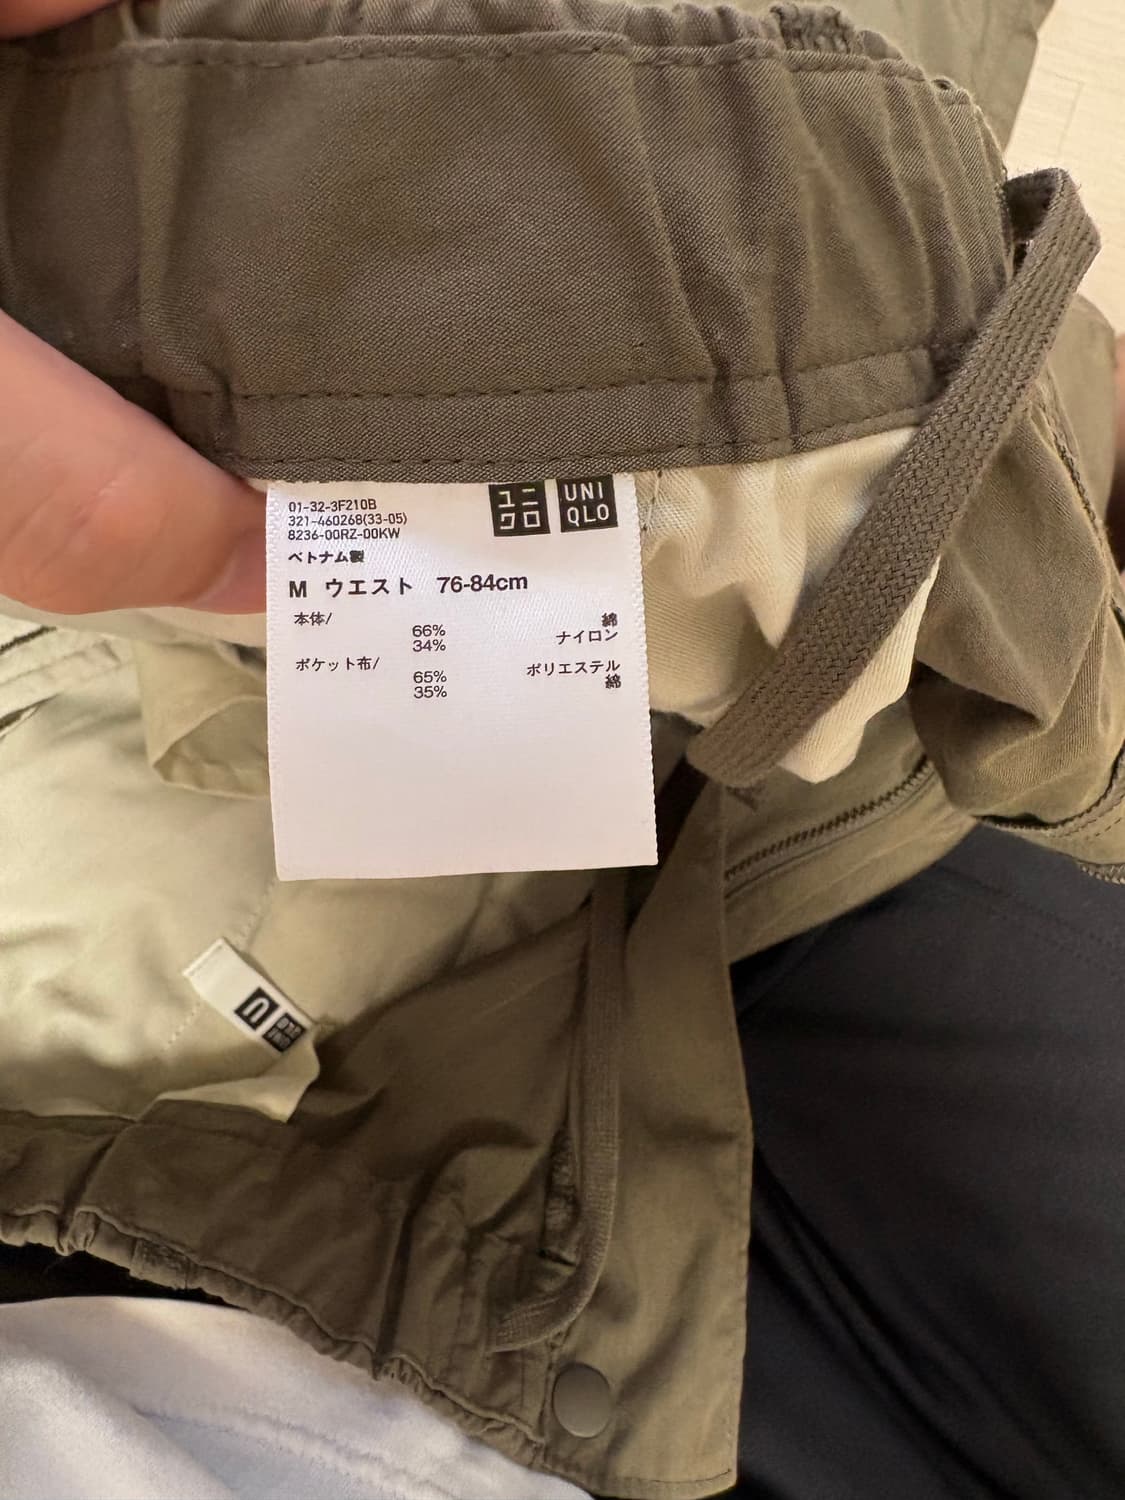 01-32-3F210B
321-460268(33-05)
8236-00RZ-00KW
ユニ
クロ
UNI
QLO
ベトナム製
M ウエスト 76-84cm
本体/ 綿
66% ナイロン
34%
ポケット布/ ポリエステル
65% 綿
35%
U